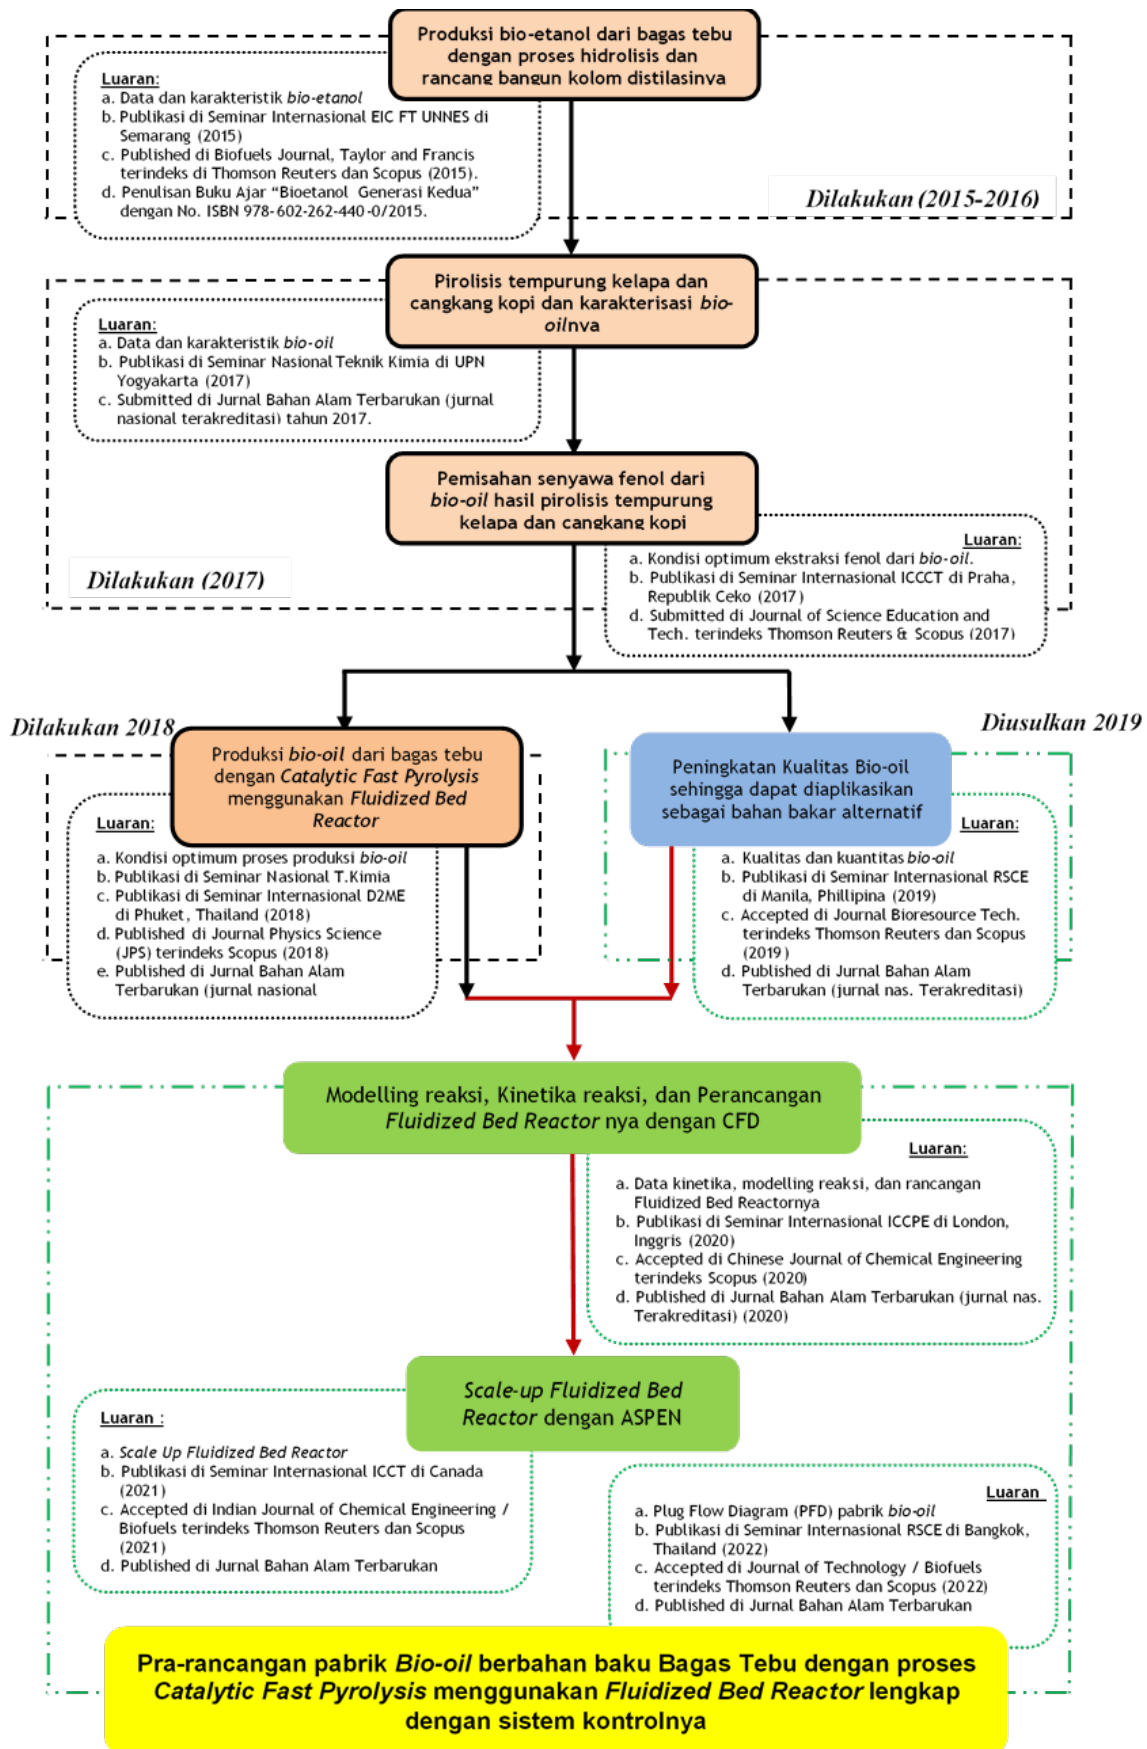 Produksi bio-etanol dari bagas tebu
dengan proses hidrolisis dan
rancang bangun kolom distilasinya
Luaran:
a. Data dan karakteristik bio-etanol
b. Publikasi di Seminar Internasional EIC FT UNNES di
Semarang (2015)
c. Published di Biofuels Journal, Taylor and Francis
terindeks di Thomson Reuters dan Scopus (2015).
d. Penulisan Buku Ajar “Bioetanol Generasi Kedua”
dengan No. ISBN 978-602-262-440-0/2015.
Dilakukan (2015-2016)
Pirolisis tempurung kelapa dan
cangkang kopi dan karakterisasi bio-
oilnya
Luaran:
a. Data dan karakteristik bio-oil
b. Publikasi di Seminar Nasional Teknik Kimia di UPN
Yogyakarta (2017)
c. Submitted di Jurnal Bahan Alam Terbarukan (jurnal
nasional terakreditasi) tahun 2017.
Pemisahan senyawa fenol dari
bio-oil hasil pirolisis tempurung
kelapa dan cangkang kopi
Dilakukan (2017)
Luaran:
a. Kondisi optimum ekstraksi fenol dari bio-oil.
b. Publikasi di Seminar Internasional ICCCT di Praha,
Republik Ceko (2017)
d. Submitted di Journal of Science Education and
Tech. terindeks Thomson Reuters & Scopus (2017)
Dilakukan 2018
Produksi bio-oil dari bagas tebu
dengan Catalytic Fast Pyrolysis
menggunakan Fluidized Bed
Reactor
Luaran:
a. Kondisi optimum proses produksi bio-oil
b. Publikasi di Seminar Nasional T.Kimia
c. Publikasi di Seminar Internasional D2ME
di Phuket, Thailand (2018)
d. Published di Journal Physics Science
(JPS) terindeks Scopus (2018)
e. Published di Jurnal Bahan Alam
Terbarukan (jurnal nasional
Diusulkan 2019
Peningkatan Kualitas Bio-oil
sehingga dapat diaplikasikan
sebagai bahan bakar alternatif
Luaran:
a. Kualitas dan kuantitas bio-oil
b. Publikasi di Seminar Internasional RSCE
di Manila, Phillipina (2019)
c. Accepted di Journal Bioresource Tech.
terindeks Thomson Reuters dan Scopus
(2019)
d. Published di Jurnal Bahan Alam
Terbarukan (jurnal nas. Terakreditasi)
Modelling reaksi, Kinetika reaksi, dan Perancangan
Fluidized Bed Reactor nya dengan CFD
Luaran:
a. Data kinetika, modelling reaksi, dan rancangan
Fluidized Bed Reactornya
b. Publikasi di Seminar Internasional ICCPE di London,
Inggris (2020)
c. Accepted di Chinese Journal of Chemical Engineering
terindeks Scopus (2020)
d. Published di Jurnal Bahan Alam Terbarukan (jurnal nas.
Terakreditasi) (2020)
Scale-up Fluidized Bed
Reactor dengan ASPEN
Luaran :
a. Scale Up Fluidized Bed Reactor
b. Publikasi di Seminar Internasional ICCT di Canada
(2021)
c. Accepted di Indian Journal of Chemical Engineering /
Biofuels terindeks Thomson Reuters dan Scopus
(2021)
d. Published di Jurnal Bahan Alam Terbarukan
Luaran
a. Plug Flow Diagram (PFD) pabrik bio-oil
b. Publikasi di Seminar Internasional RSCE di Bangkok,
Thailand (2022)
c. Accepted di Journal of Technology / Biofuels
terindeks Thomson Reuters dan Scopus (2022)
d. Published di Jurnal Bahan Alam Terbarukan
Pra-rancangan pabrik Bio-oil berbahan baku Bagas Tebu dengan proses
Catalytic Fast Pyrolysis menggunakan Fluidized Bed Reactor lengkap
dengan sistem kontrolnya